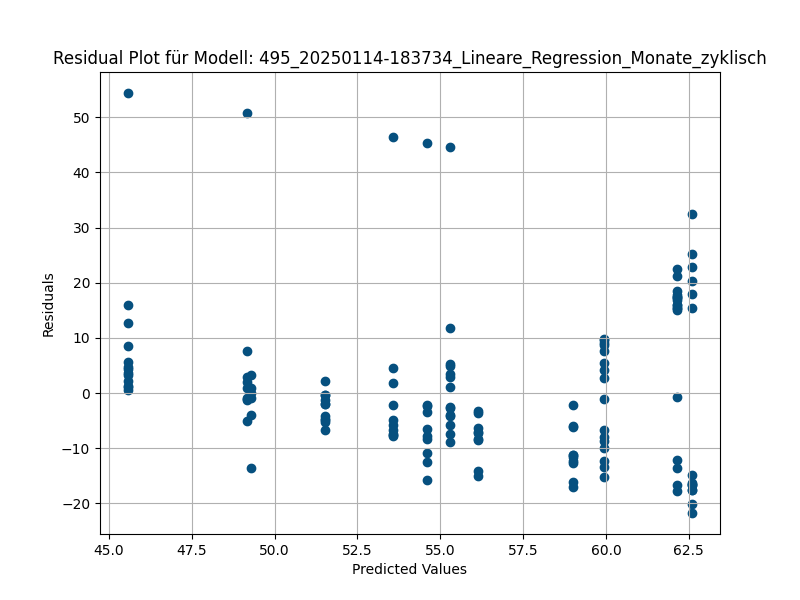 Residual Plot für Modell: 495_20250114-183734_Lineare_Regression_Monate_zyklisch
50
40
30
20
10
0
−10
−20
Residuals
45.0 47.5 50.0 52.5 55.0 57.5 60.0 62.5
Predicted Values